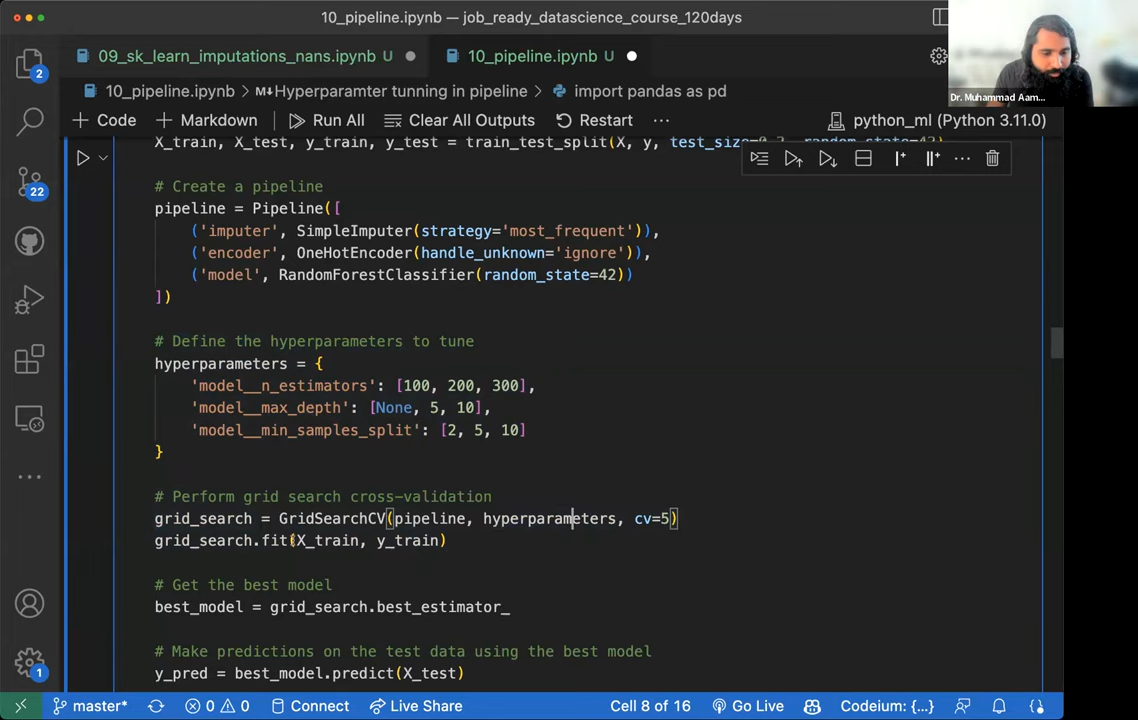 10_pipeline.ipynb — job_ready_datascience_course_120days
09_sk_learn_imputations_nans.ipynb U
10_pipeline.ipynb U
10_pipeline.ipynb > M↓Hyperparamter tunning in pipeline > import pandas as pd
+ Code + Markdown Run All Clear All Outputs Restart ... python_ml (Python 3.11.0)
Dr. Muhammad Aam...
X_train, X_test, y_train, y_test = train_test_split(X, y, test_size=0.2, random_state=42)
# Create a pipeline
pipeline = Pipeline([
('imputer', SimpleImputer(strategy='most_frequent')),
('encoder', OneHotEncoder(handle_unknown='ignore')),
('model', RandomForestClassifier(random_state=42))
])
# Define the hyperparameters to tune
hyperparameters = {
'model__n_estimators': [100, 200, 300],
'model__max_depth': [None, 5, 10],
'model__min_samples_split': [2, 5, 10]
}
# Perform grid search cross-validation
grid_search = GridSearchCV(pipeline, hyperparameters, cv=5)
grid_search.fit(X_train, y_train)
# Get the best model
best_model = grid_search.best_estimator_
# Make predictions on the test data using the best model
y_pred = best_model.predict(X_test)
2
22
1
master* 0 0 Connect Live Share Cell 8 of 16 Go Live Codeium: {...}